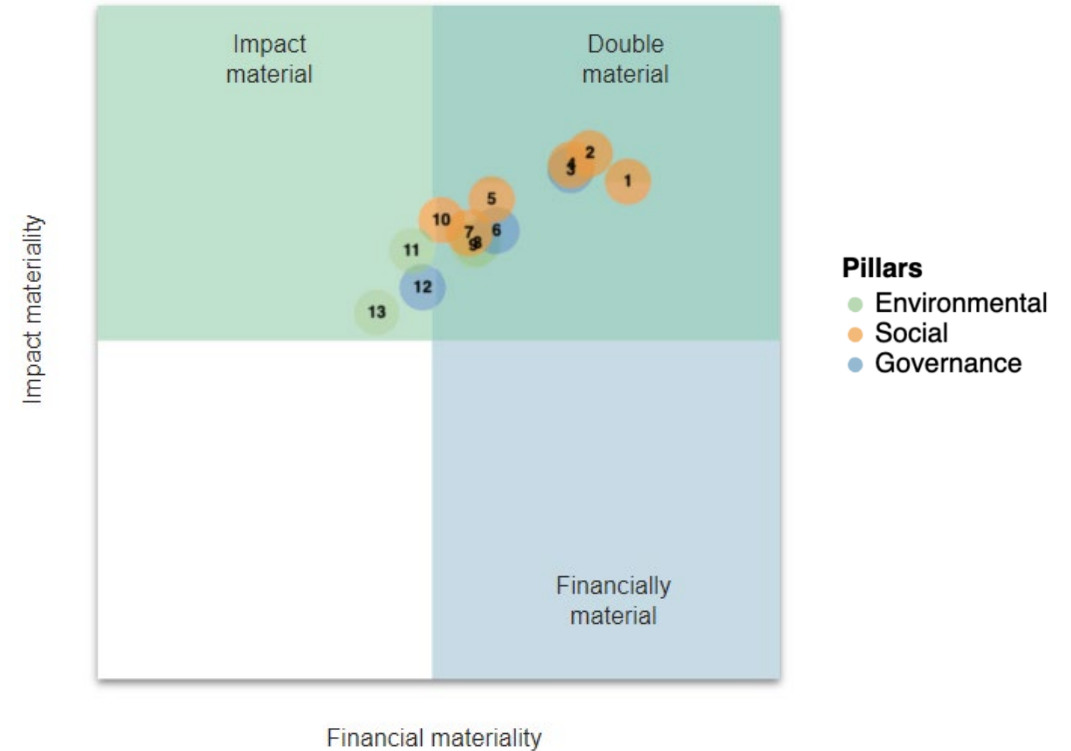 Impact
material
Double
material
2
4
3
1
5
10
7
6
8
9
11
12
13
Impact materiality
Pillars
Environmental
Social
Governance
Financially
material
Financial materiality